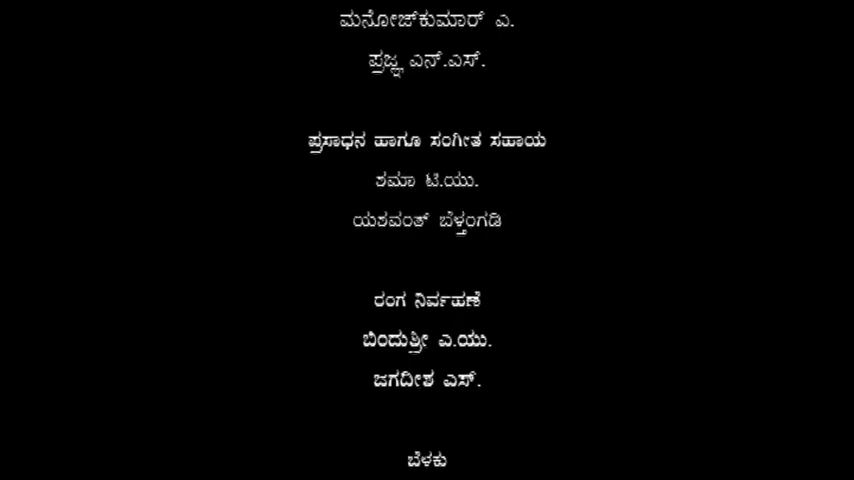 ಮನೋಜ್‌ಕುಮಾರ್ ಎ.
ಪ್ರಜ್ಞ ಎನ್.ಎಸ್.
ಪ್ರಸಾಧನ ಹಾಗೂ ಸಂಗೀತ ಸಹಾಯ
ಶಮಾ ಟಿ.ಯು.
ಯಶವಂತ್ ಬೆಳ್ತಂಗಡಿ
ರಂಗ ನಿರ್ವಹಣೆ
ಬಿಂದುಶ್ರೀ ಎ.ಯು.
ಜಗದೀಶ ಎಸ್.
ಬೆಳಕು